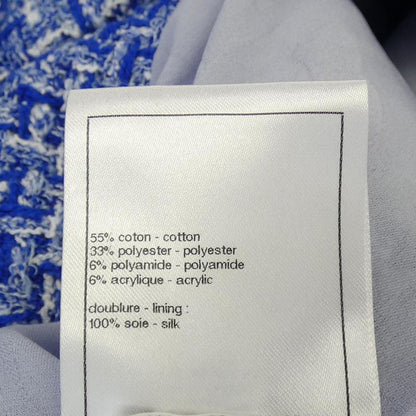 55% coton - cotton
33% polyester - polyester
6% polyamide - polyamide
6% acrylique - acrylic
doublure - lining :
100% soie - silk